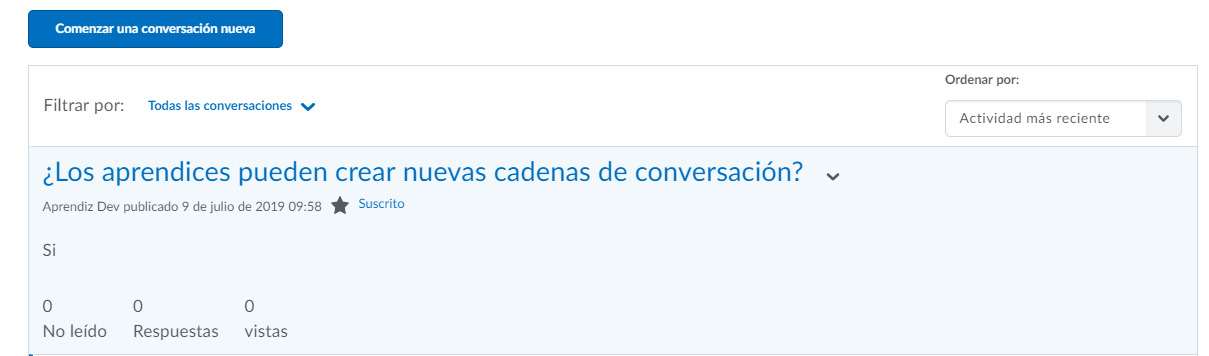 Comenzar una conversación nueva
Ordenar por:
Filtrar por: Todas las conversaciones
Actividad más reciente
¿Los aprendices pueden crear nuevas cadenas de conversación?
Aprendiz Dev publicado 9 de julio de 2019 09:58 Suscrito
Si
0 0 0
No leído Respuestas vistas